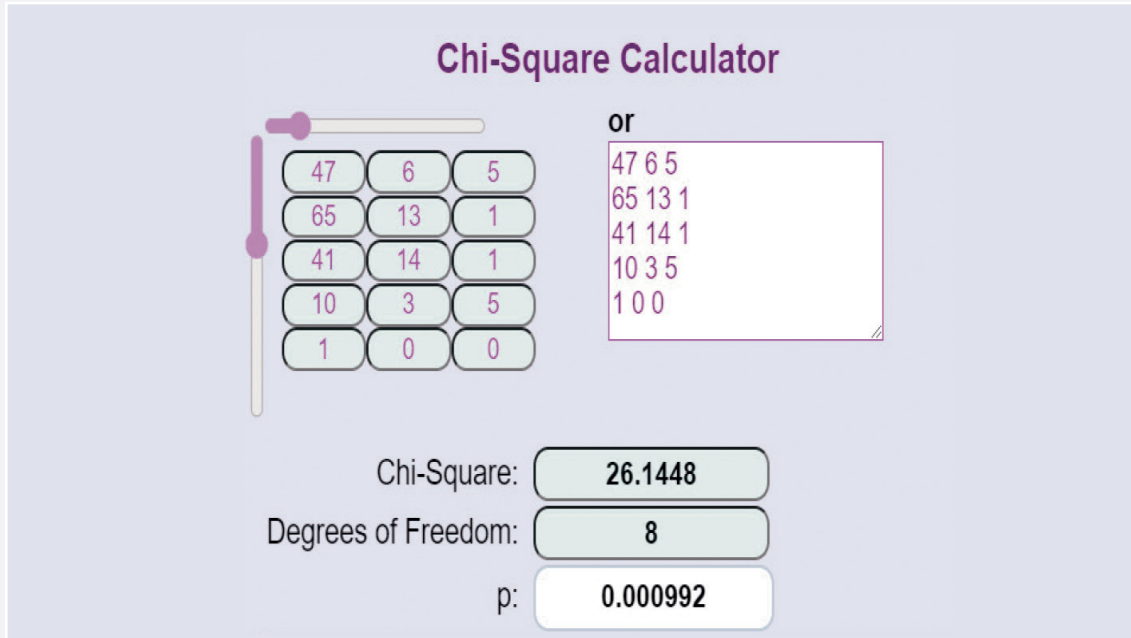 Chi-Square Calculator
or
47 6 5
65 13 1
41 14 1
10 3 5
1 0 0
47 6 5
65 13 1
41 14 1
10 3 5
1 0 0
Chi-Square: 26.1448
Degrees of Freedom: 8
p: 0.000992